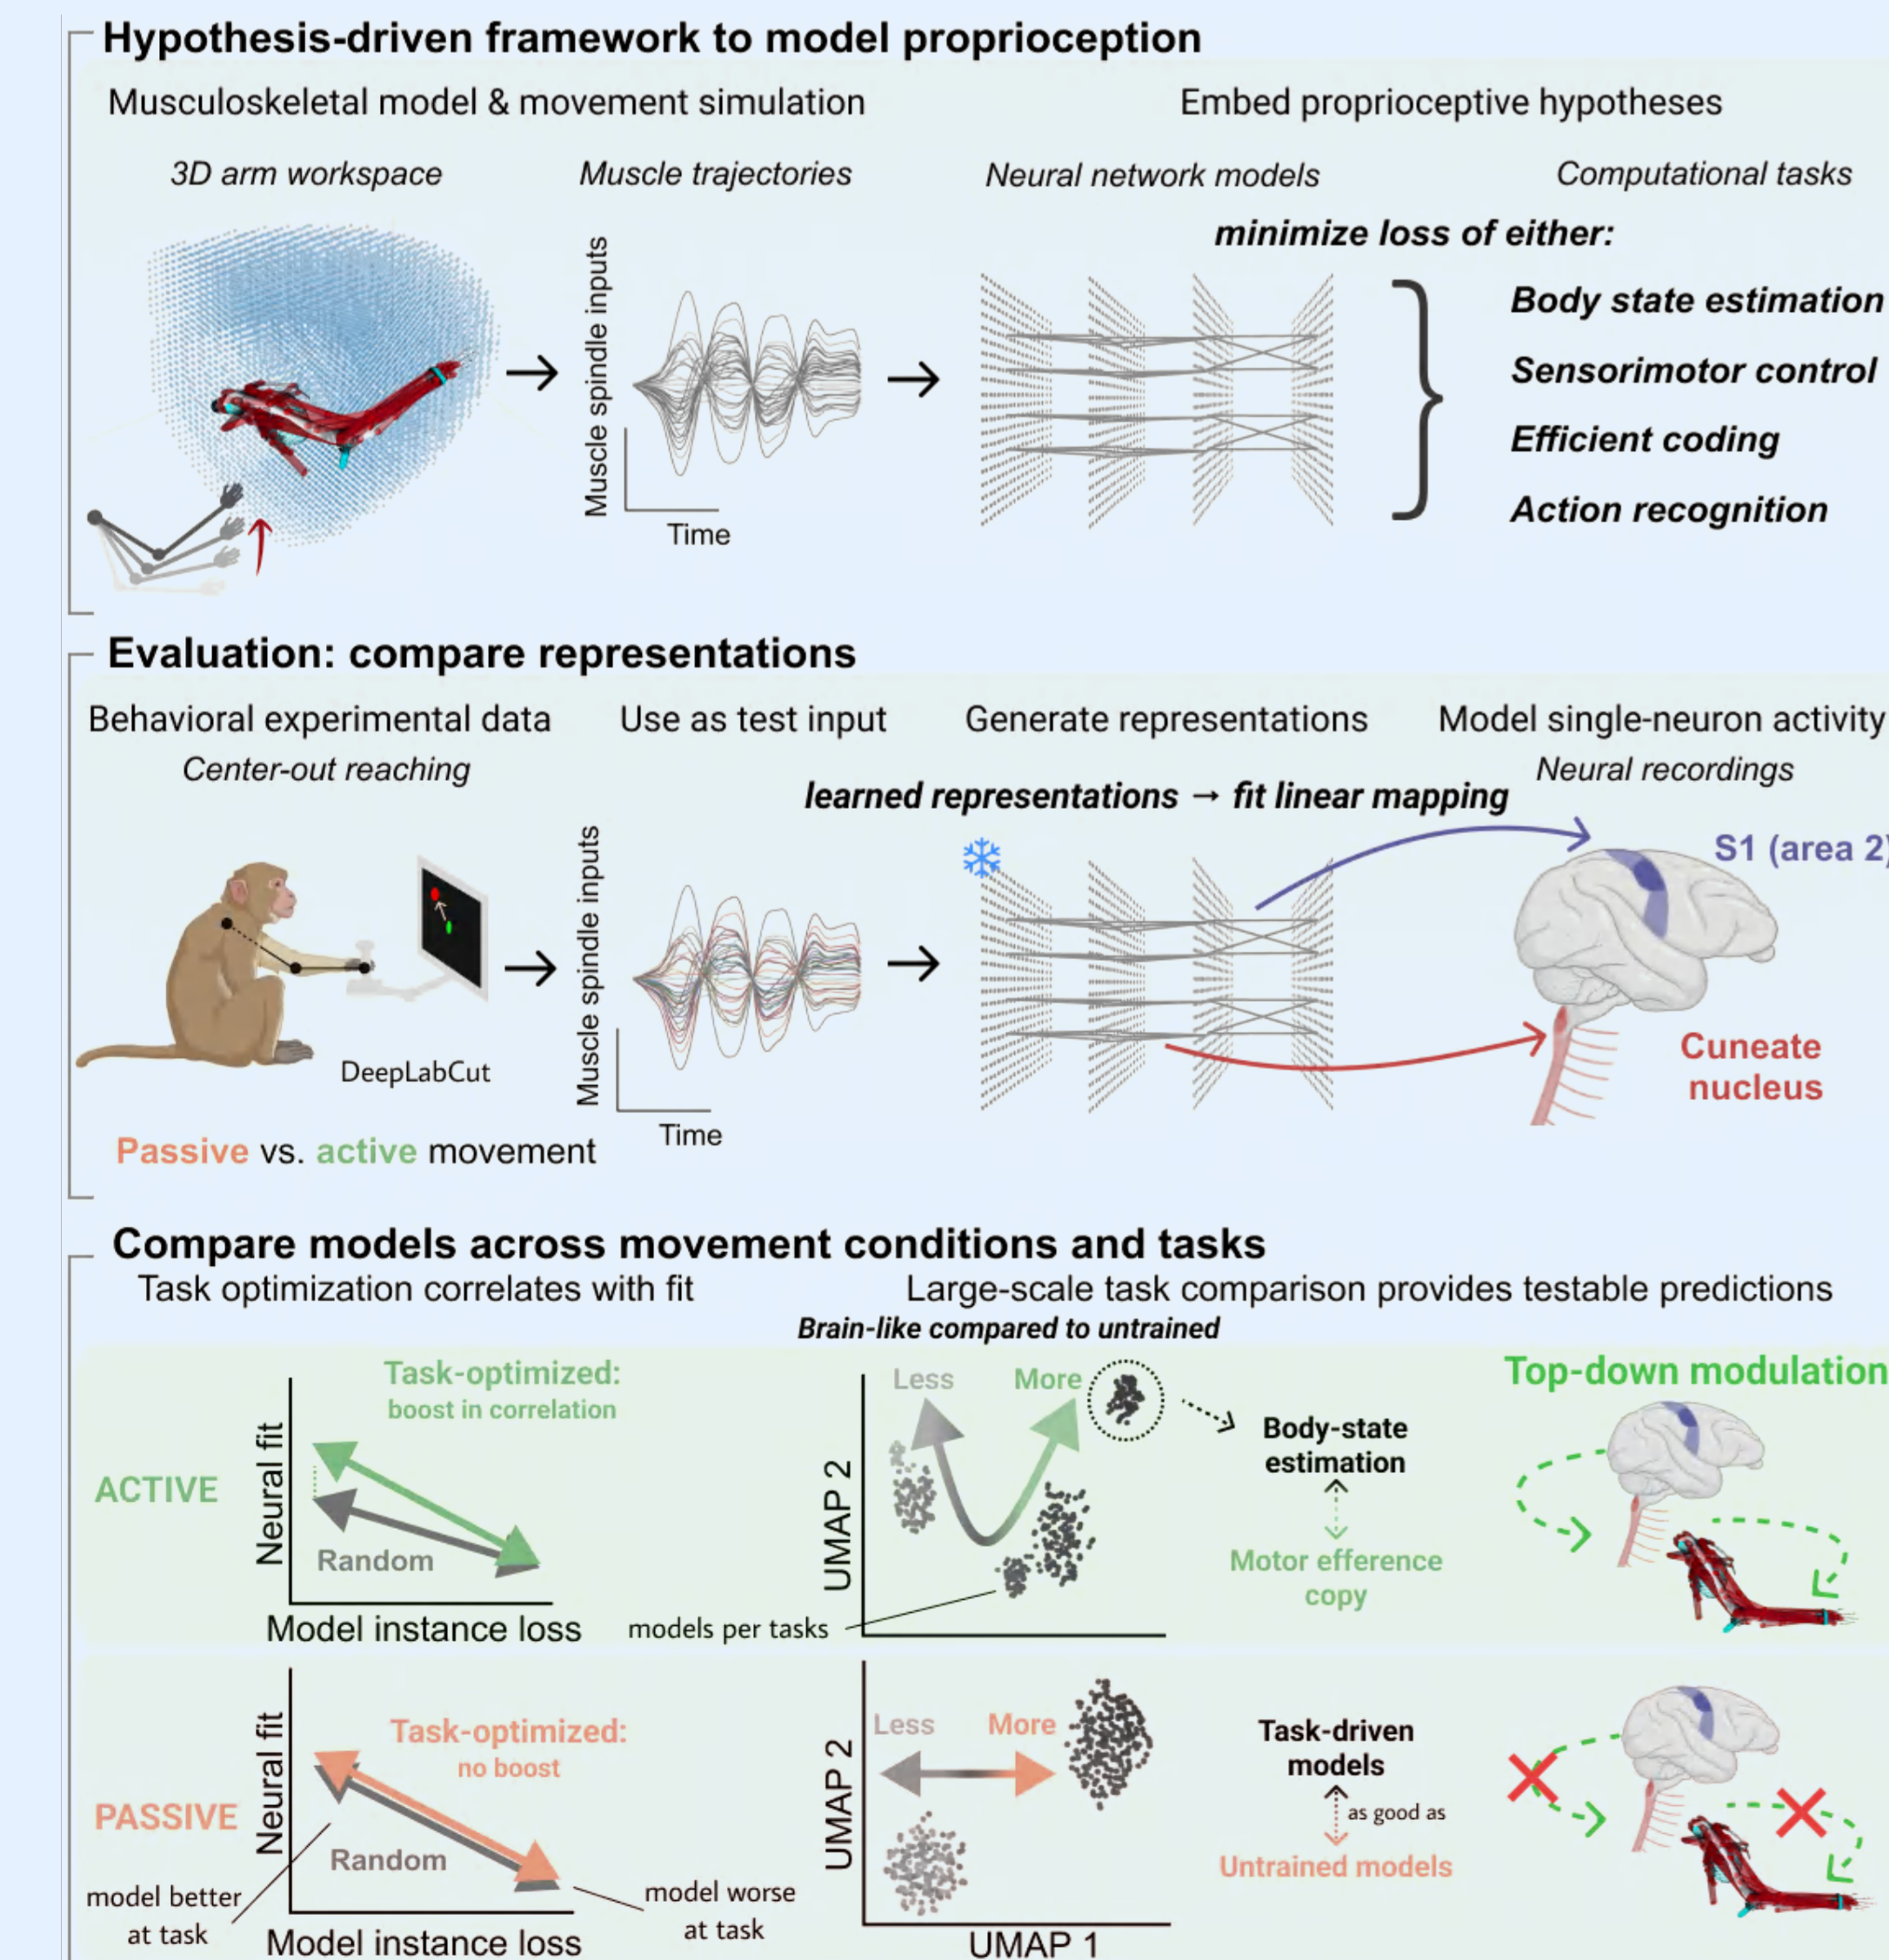 Hypothesis-driven framework to model proprioception
Musculoskeletal model & movement simulation
Embed proprioceptive hypotheses
3D arm workspace
Muscle trajectories
Neural network models
Computational tasks
minimize loss of either:
Muscle spindle inputs
Time
Body state estimation
Sensorimotor control
Efficient coding
Action recognition
Evaluation: compare representations
Behavioral experimental data
Use as test input
Generate representations
Model single-neuron activity
Center-out reaching
Neural recordings
learned representations → fit linear mapping
Muscle spindle inputs
Time
S1 (area 2)
Cuneate
nucleus
DeepLabCut
Passive vs. active movement
Compare models across movement conditions and tasks
Task optimization correlates with fit
Large-scale task comparison provides testable predictions
Brain-like compared to untrained
ACTIVE
Neural fit
Task-optimized:
boost in correlation
Random
Model instance loss
UMAP 2
Less
More
models per tasks
Body-state
estimation
Motor efference
copy
Top-down modulation
PASSIVE
Neural fit
Task-optimized:
no boost
Random
model better
at task
model worse
at task
Model instance loss
UMAP 2
Less
More
UMAP 1
Task-driven
models
as good as
Untrained models